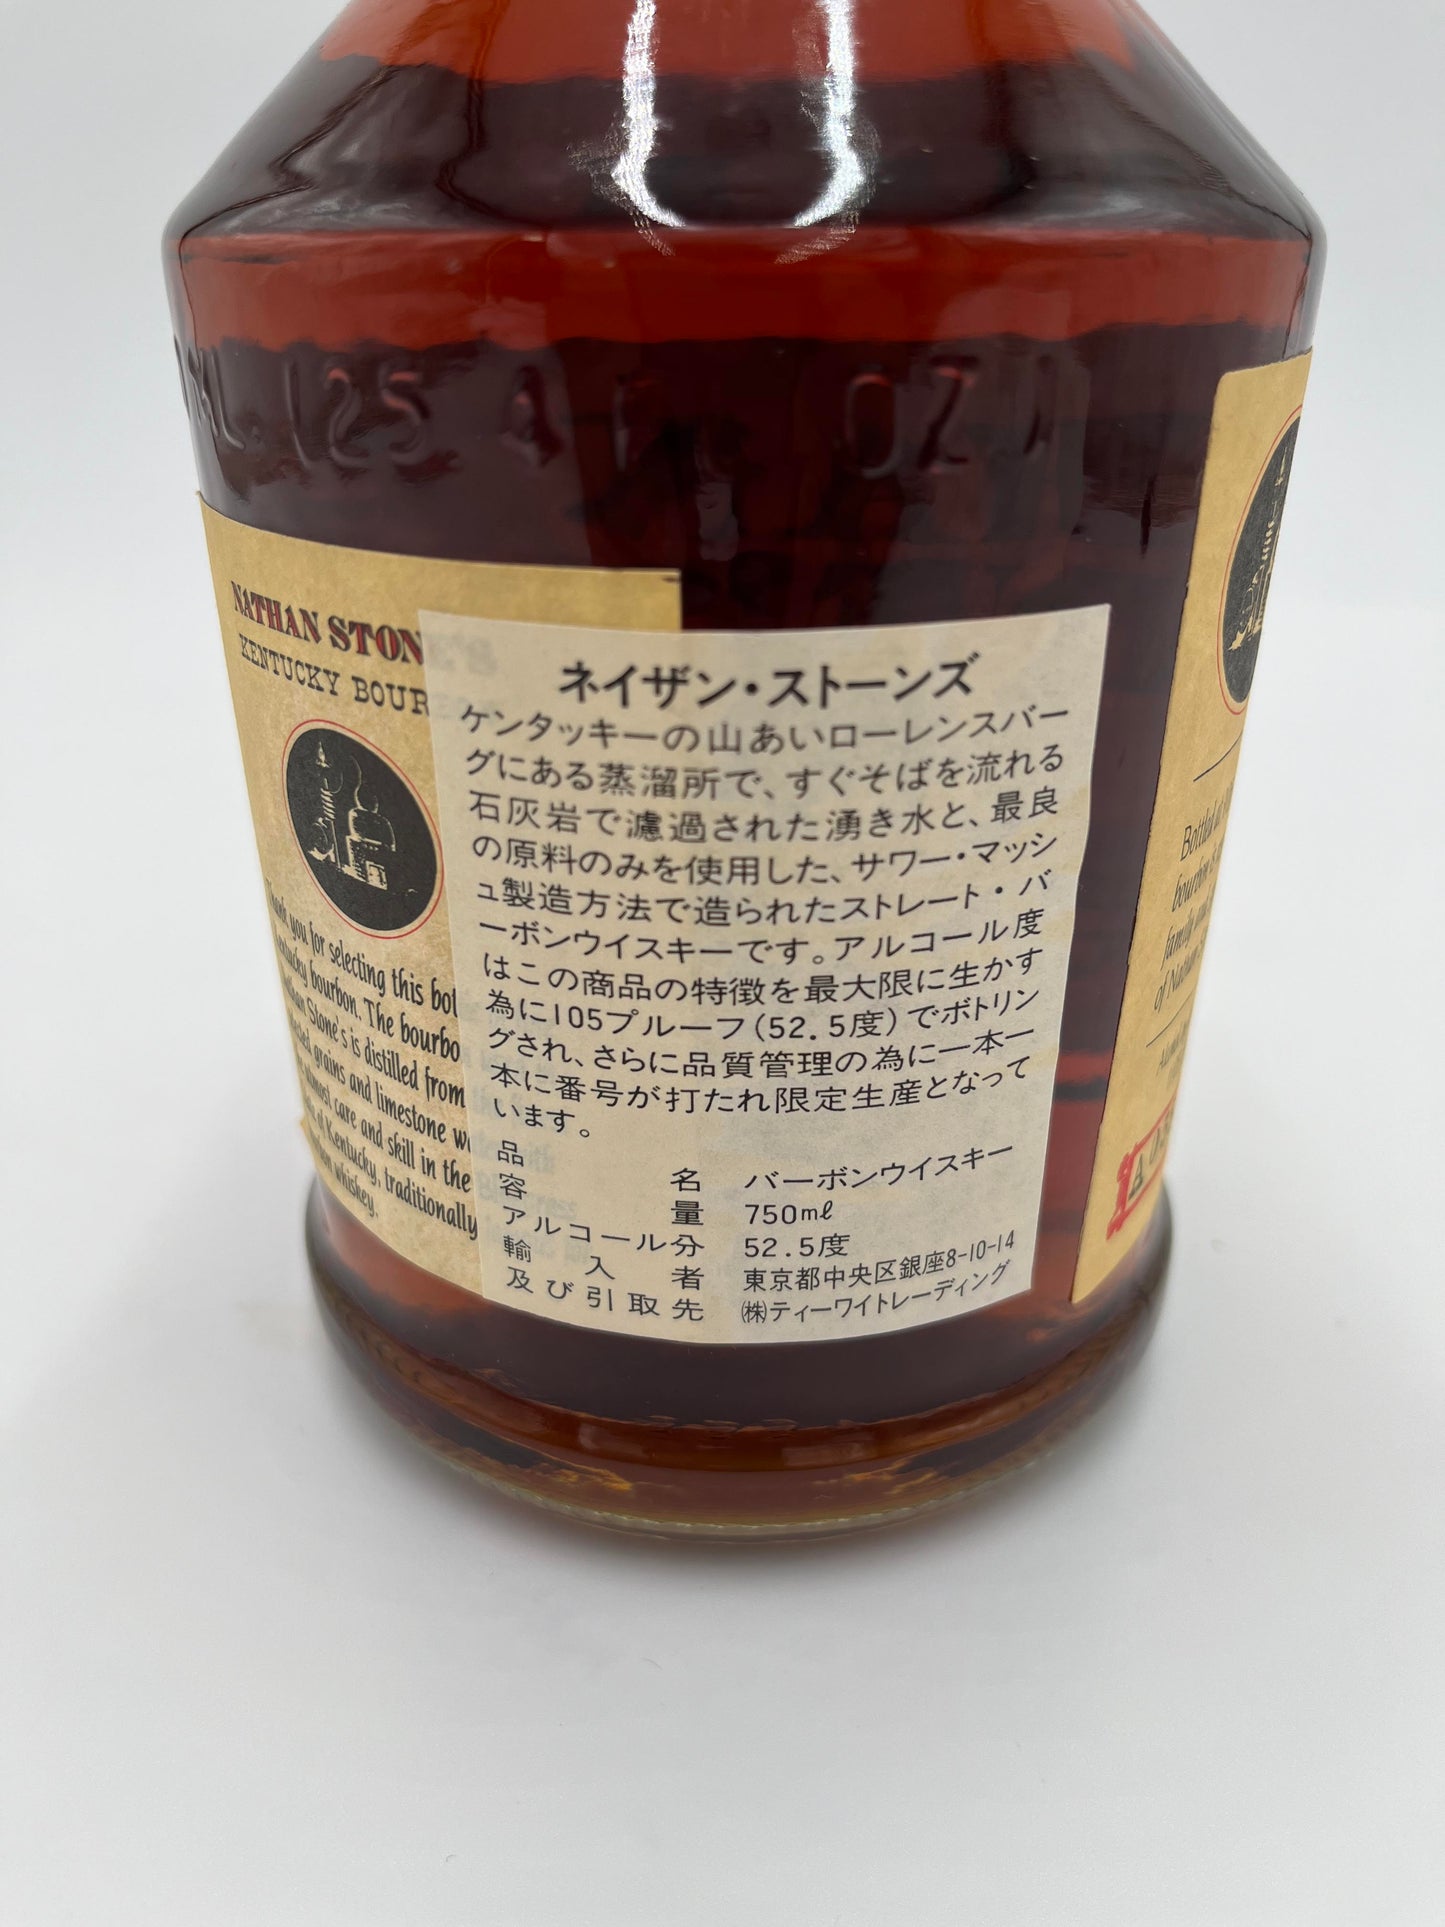 125
OZ
NATHAN STON
KENTUCKY BOUR
Thank you for selecting this bot
Kentucky bourbon. The bourbo
Nathan Stone's is distilled from
grains and limestone w
utmost care and skill in the
of Kentucky, traditionally
whiskey.
ネイザン・ストーンズ
ケンタッキーの山あいローレンスバー
グにある蒸溜所で、すぐそばを流れる
石灰岩で濾過された湧き水と、最良
の原料のみを使用した、サワー・マッシ
ュ製造方法で造られたストレート・バ
ーボンウイスキーです。アルコール度
はこの商品の特徴を最大限に生かす
為に105プルーフ(52.5度)でボトリン
グされ、さらに品質管理の為に一本一
本に番号が打たれ限定生産となって
います。
品名 バーボンウイスキー
容量 750mℓ
アルコール分 52.5度
輸入者 東京都中央区銀座8-10-14
及び引取先 ㈱ティーワイトレーディング
Bottled at
bourbon is
family
of Nathan
A